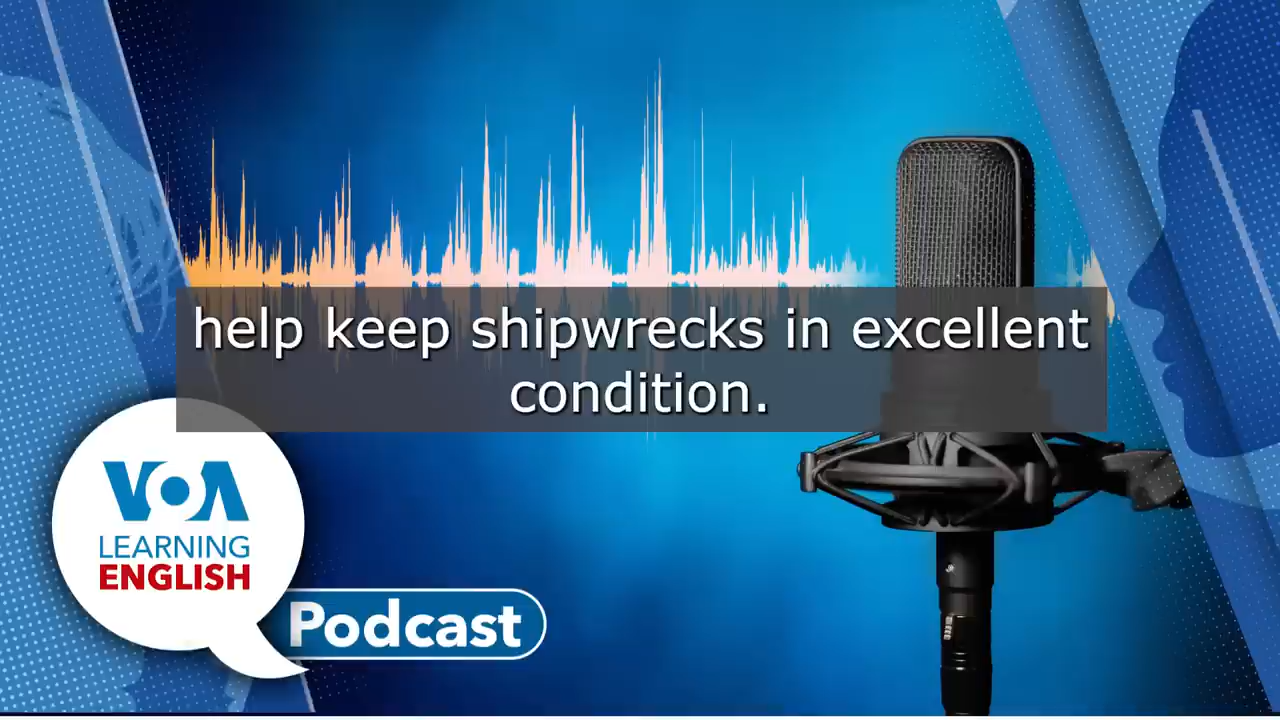 help keep shipwrecks in excellent
condition.
VOA
LEARNING
ENGLISH
Podcast